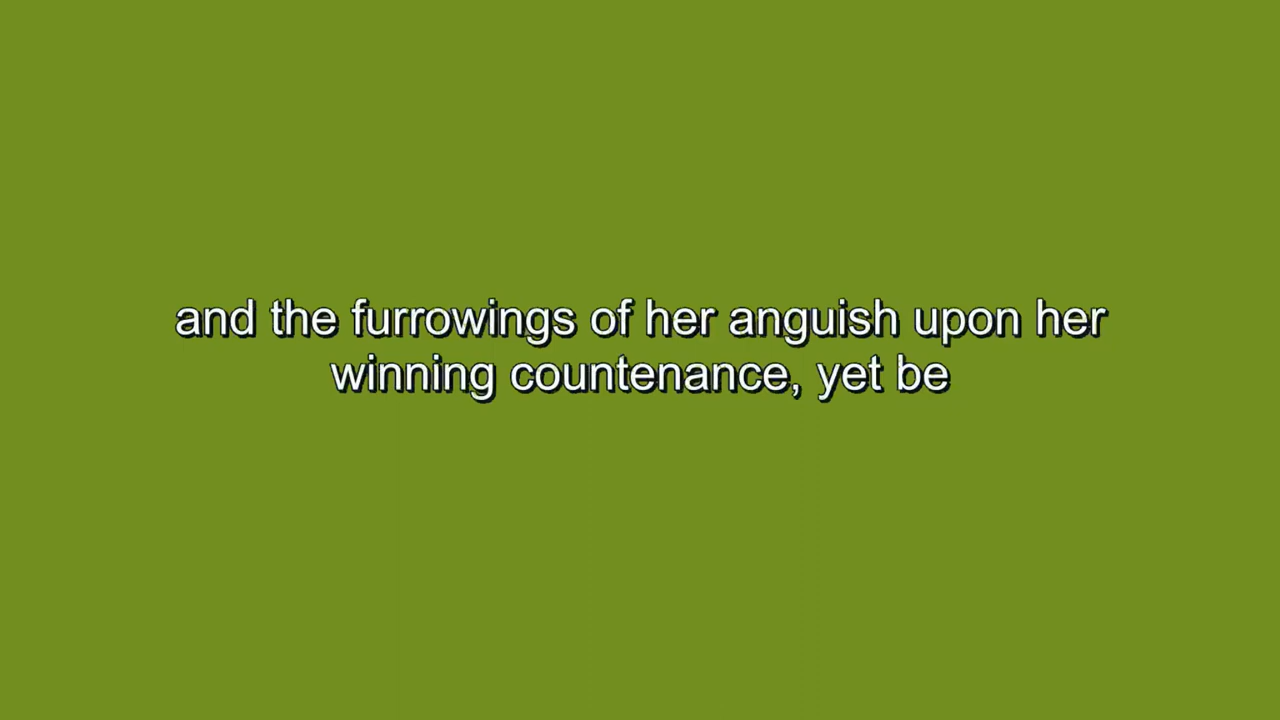 and the furrowings of her anguish upon her
winning countenance, yet be